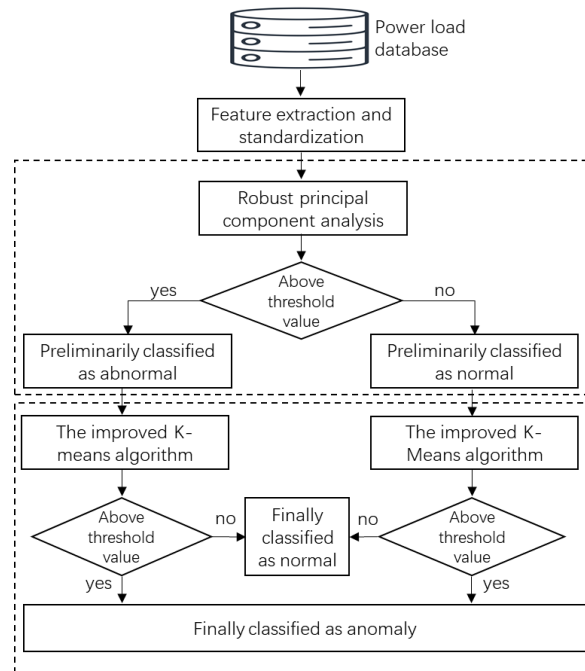 Power load
database
Feature extraction and
standardization
Robust principal
component analysis
Above
threshold
value
yes
no
Preliminarily classified
as abnormal
Preliminarily classified
as normal
The improved K-
means algorithm
The improved K-
Means algorithm
Above
threshold
value
no
Finally
classified
as normal
no
Above
threshold
value
yes
yes
Finally classified as anomaly